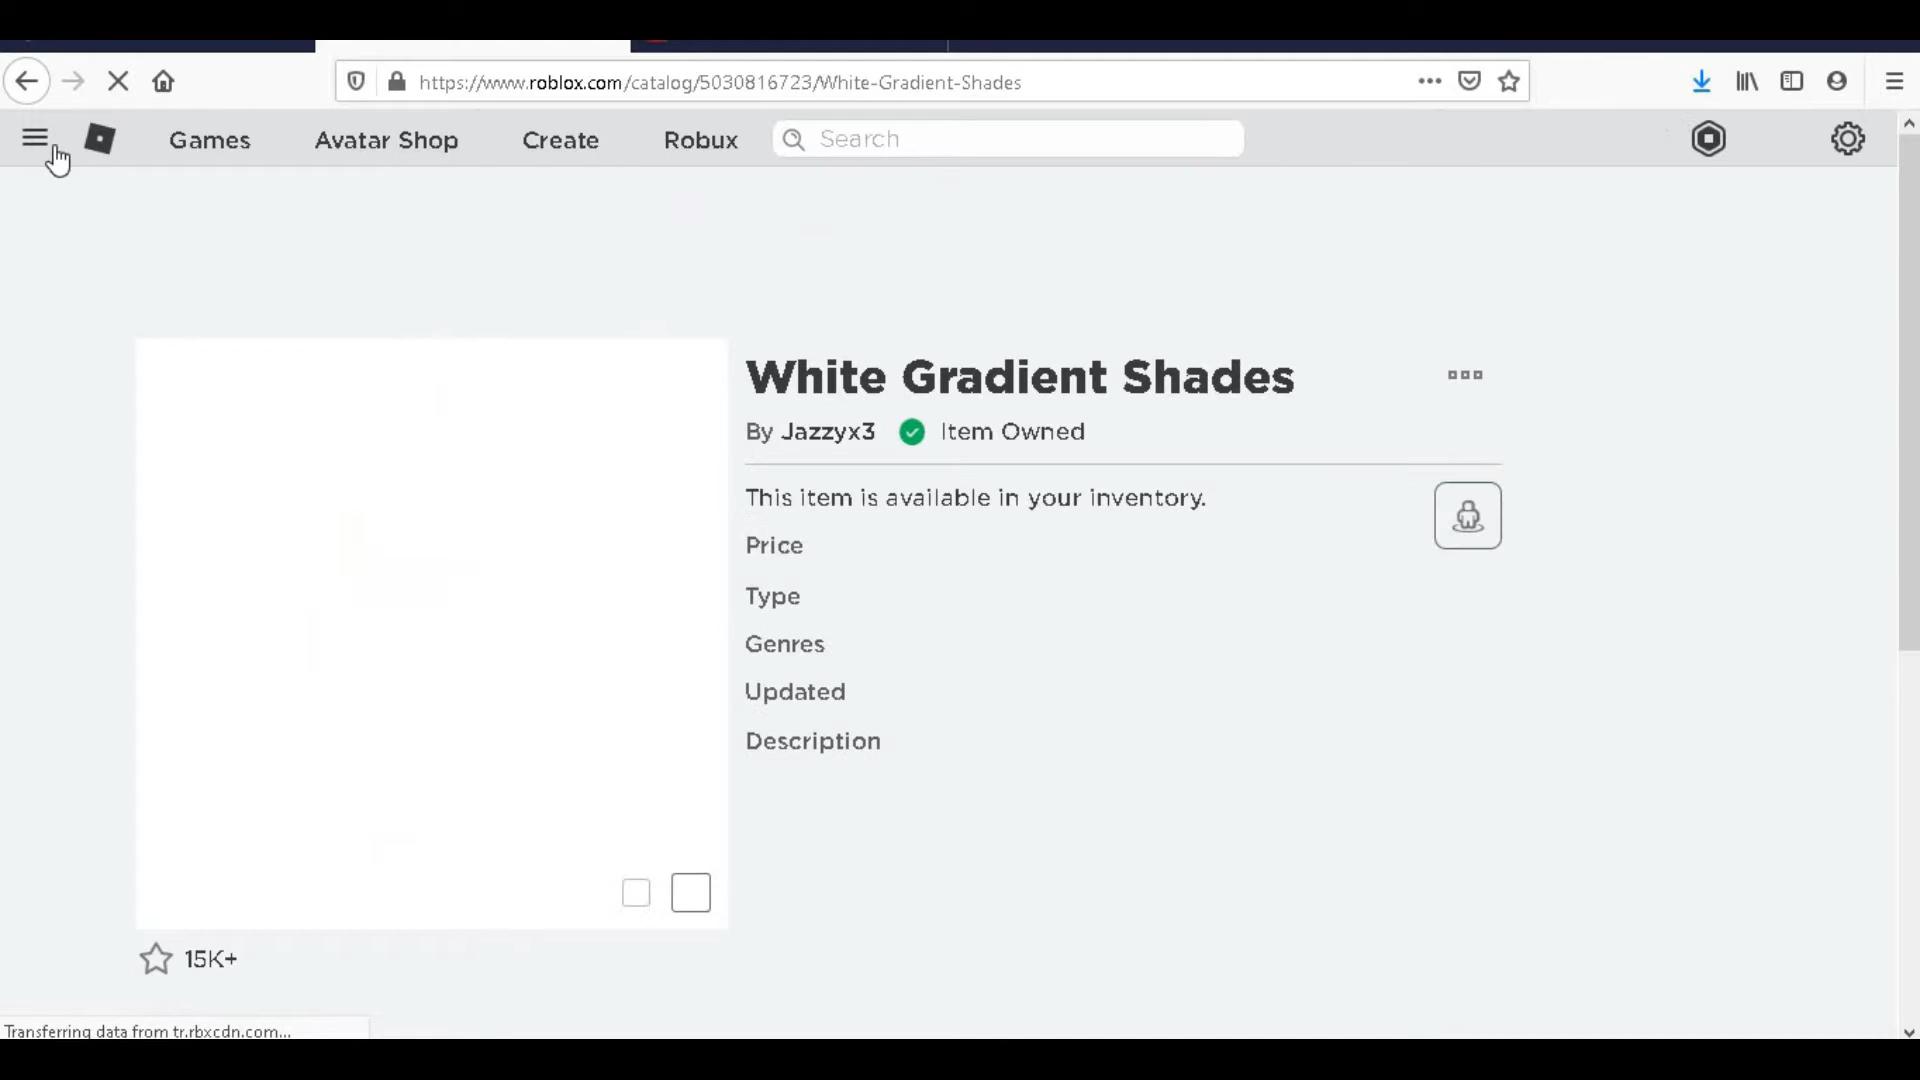 https://www.roblox.com/catalog/5030816723/White-Gradient-Shades
Games Avatar Shop Create Robux Search
White Gradient Shades
By Jazzyx3 Item Owned
This item is available in your inventory.
Price
Type
Genres
Updated
Description
15K+
Transferring data from tr.rbxcdn.com...